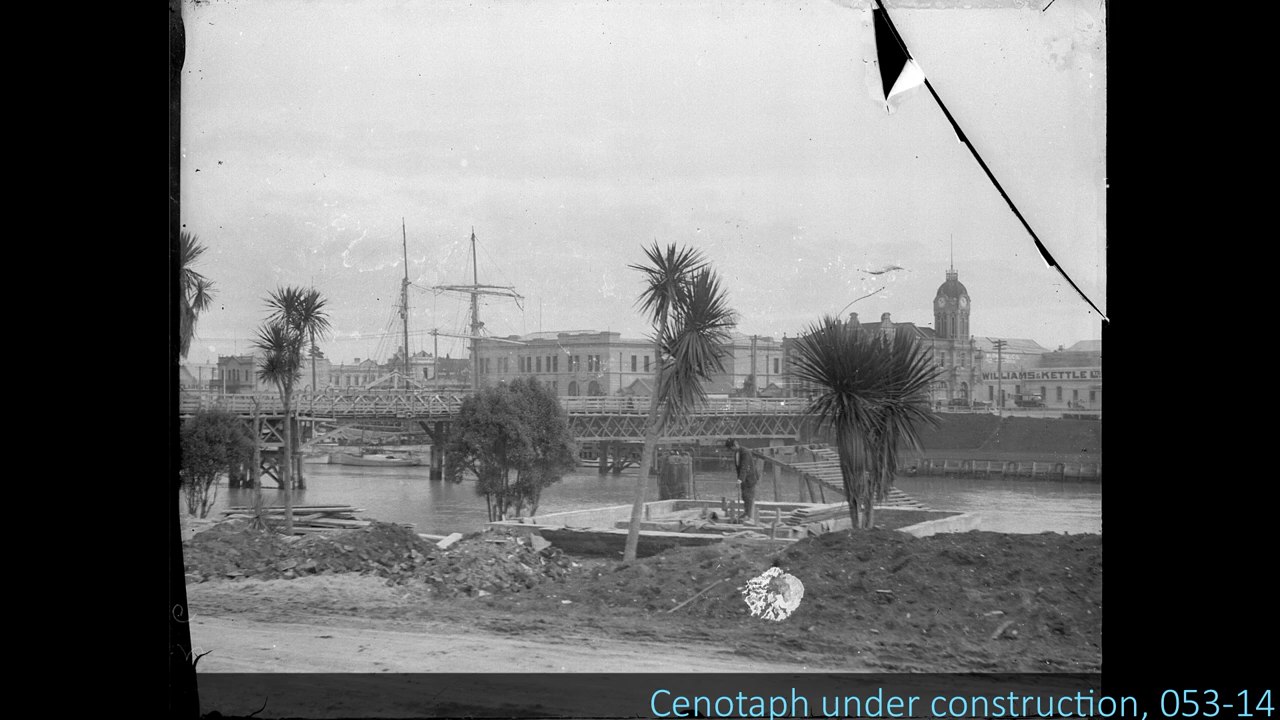 WILLIAMS & KETTLE LD
Cenotaph under construction, 053-14